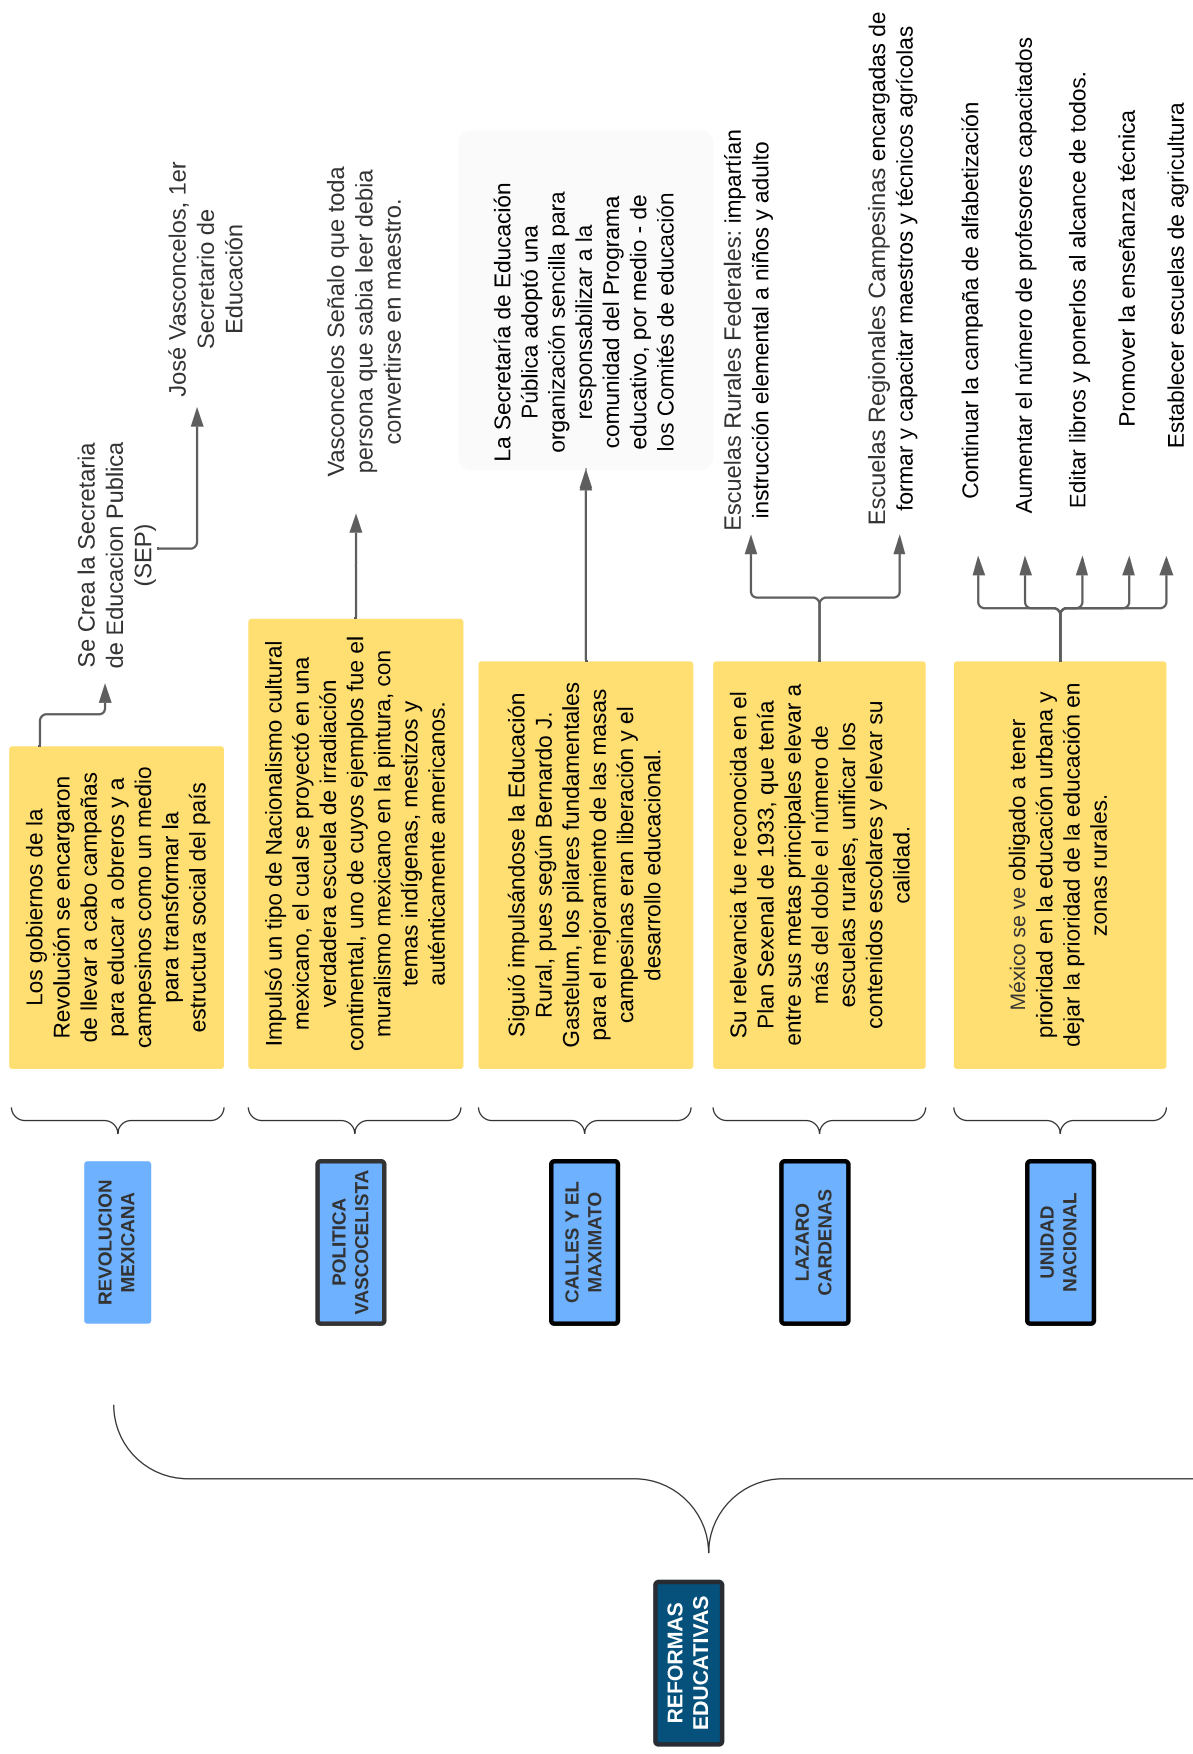 REFORMAS
EDUCATIVAS
REVOLUCION
MEXICANA
Los gobiernos de la
Revolución se encargaron
de llevar a cabo campañas
para educar a obreros y a
campesinos como un medio
para transformar la
estructura social del país
Se Crea la Secretaria
de Educacion Publica
(SEP)
José Vasconcelos, 1er
Secretario de
Educación
POLITICA
VASCOCELISTA
Impulsó un tipo de Nacionalismo cultural
mexicano, el cual se proyectó en una
verdadera escuela de irradiación
continental, uno de cuyos ejemplos fue el
muralismo mexicano en la pintura, con
temas indígenas, mestizos y
auténticamente americanos.
Vasconcelos Señalo que toda
persona que sabia leer debia
convertirse en maestro.
CALLES Y EL
MAXIMATO
Siguió impulsándose la Educación
Rural, pues según Bernardo J.
Gastelum, los pilares fundamentales
para el mejoramiento de las masas
campesinas eran liberación y el
desarrollo educacional.
La Secretaría de Educación
Pública adoptó una
organización sencilla para
responsabilizar a la
comunidad del Programa
educativo, por medio - de
los Comités de educación
LAZARO
CARDENAS
Su relevancia fue reconocida en el
Plan Sexenal de 1933, que tenía
entre sus metas principales elevar a
más del doble el número de
escuelas rurales, unificar los
contenidos escolares y elevar su
calidad.
Escuelas Rurales Federales: impartían
instrucción elemental a niños y adulto
Escuelas Regionales Campesinas encargadas de
formar y capacitar maestros y técnicos agrícolas
UNIDAD
NACIONAL
México se ve obligado a tener
prioridad en la educación urbana y
dejar la prioridad de la educación en
zonas rurales.
Continuar la campaña de alfabetización
Aumentar el número de profesores capacitados
Editar libros y ponerlos al alcance de todos.
Promover la enseñanza técnica
Establecer escuelas de agricultura